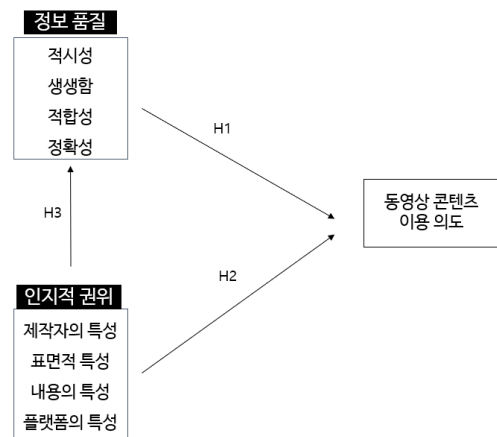 정보 품질
적시성
생생함
적합성
정확성
H1
H3
동영상 콘텐츠
이용 의도
H2
인지적 권위
제작자의 특성
표면적 특성
내용의 특성
플랫폼의 특성